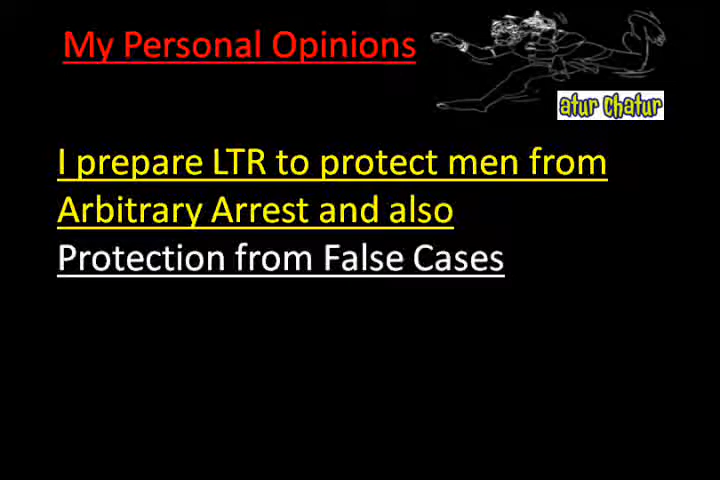 My Personal Opinions
atur chatur
I prepare LTR to protect men from
Arbitrary Arrest and also
Protection from False Cases